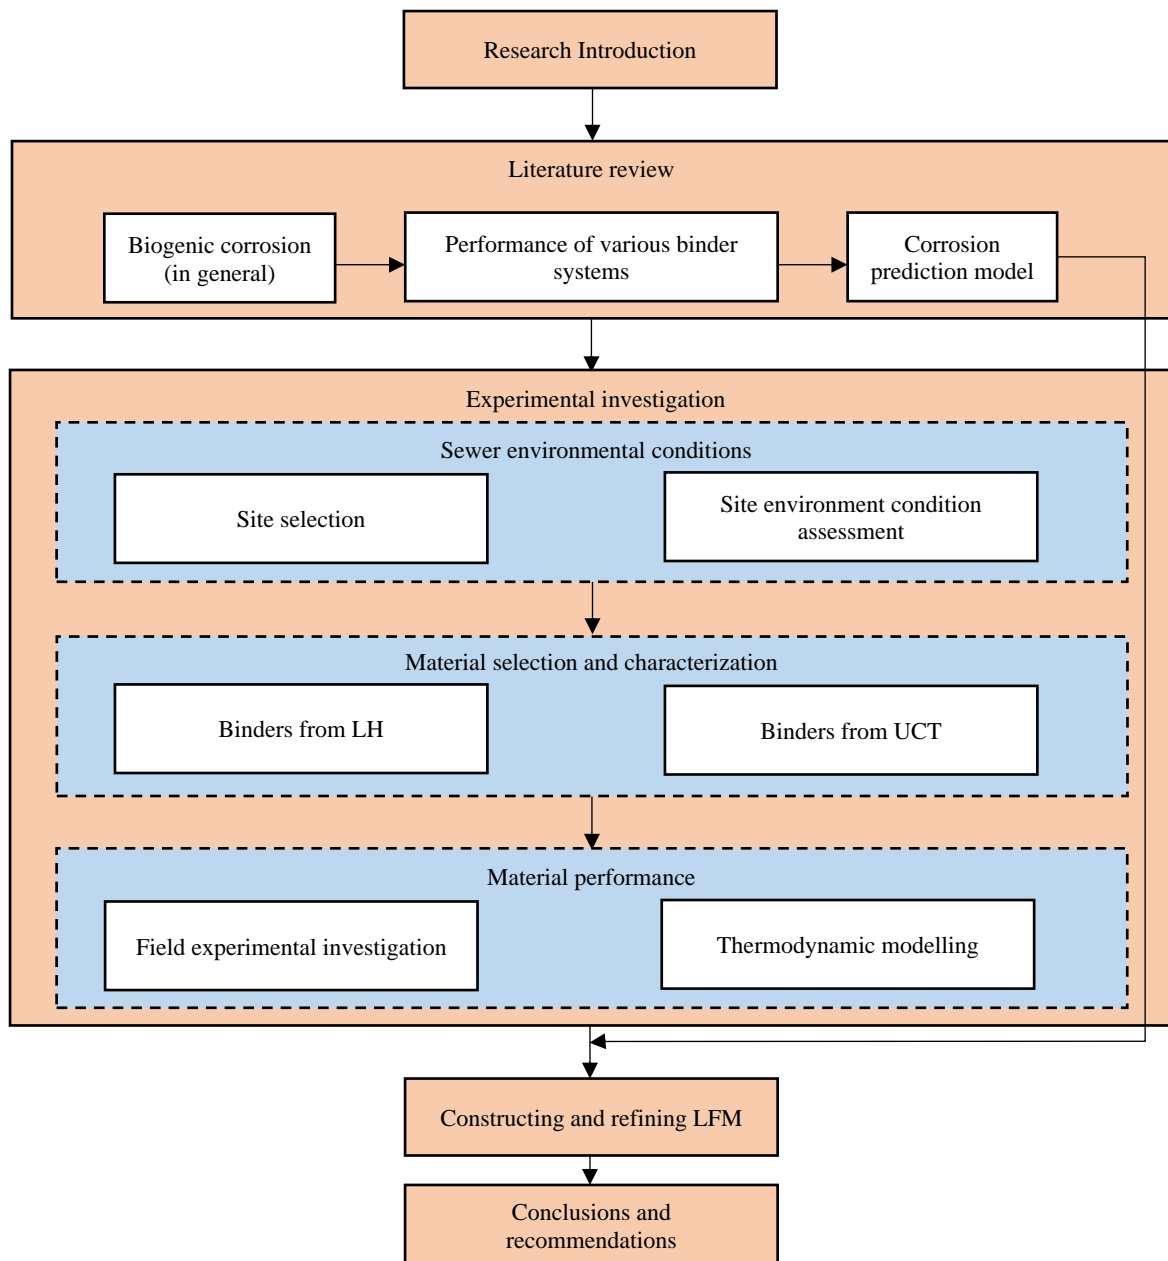 Research Introduction
Literature review
Biogenic corrosion
(in general)
Performance of various binder
systems
Corrosion
prediction model
Experimental investigation
Sewer environmental conditions
Site selection
Site environment condition
assessment
Material selection and characterization
Binders from LH
Binders from UCT
Material performance
Field experimental investigation
Thermodynamic modelling
Constructing and refining LFM
Conclusions and
recommendations